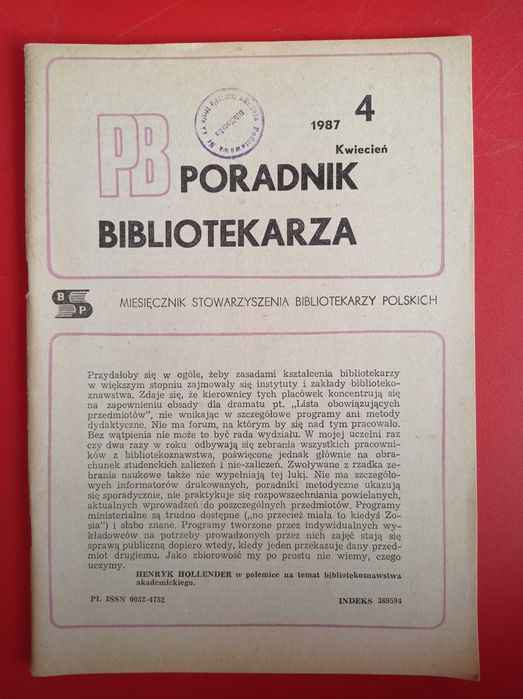 1987 4
Kwiecień
PB PORADNIK
BIBLIOTEKARZA
Biblioteka
B
P
MIESIĘCZNIK STOWARZYSZENIA BIBLIOTEKARZY POLSKICH
Przydałoby się w ogóle, żeby zasadami kształcenia bibliotekarzy
w większym stopniu zajmowały się instytuty i zakłady biblioteko-
znawstwa. Zdaje się, że kierownicy tych placówek koncentrują się
na zapewnieniu obsady dla dramatu pt. „Lista obowiązujących
przedmiotów", nie wnikając w szczegółowe programy ani metody
dydaktyczne. Nie ma forum, na którym by się nad tym pracowało.
Bez wątpienia nie może to być rada wydziału. W mojej uczelni raz
czy dwa razy w roku odbywają się zebrania wszystkich pracowni-
ków z bibliotekoznawstwa, poświęcone jednak głównie na obra-
chunek studenckich zaliczeń i nie-zaliczeń. Zwoływane z rzadka ze-
brania naukowe także nie wypełniają tej luki. Nie ma szczegóło-
wych informatorów drukowanych, poradniki metodyczne ukazują
się sporadycznie, nie praktykuje się rozpowszechniania powielanych,
aktualnych wprowadzeń do poszczególnych przedmiotów. Programy
ministerialne są trudno dostępne („no przecież miała to kiedyś Zo-
sia") i słabo znane. Programy tworzone przez indywidualnych wy-
kładowców na potrzeby prowadzonych przez nich zajęć stają się
sprawą publiczną dopiero wtedy, kiedy jeden przekazuje dany przed-
miot drugiemu. Jako zbiorowość my po prostu nie wiemy, czego
uczymy.
HENRYK HOLLENDER w polemice na temat bibliotekoznawstwa
akademickiego.
PL ISSN 0032-4752 INDEKS 369594